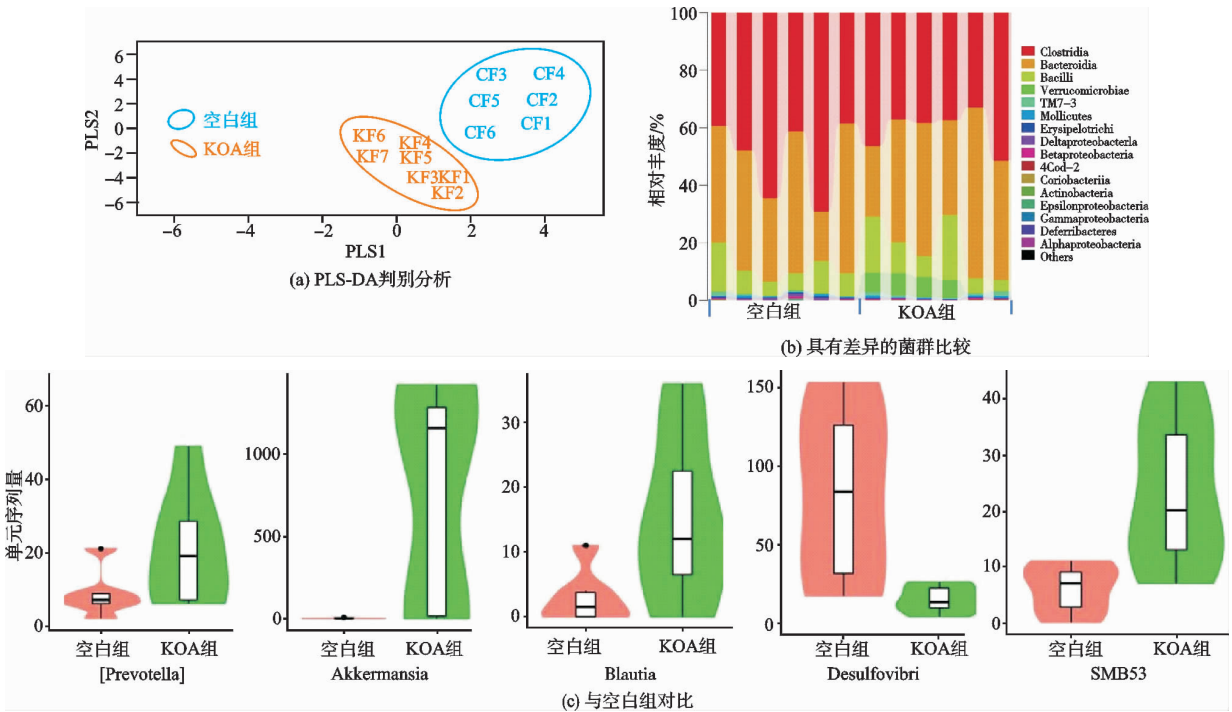 PLS2
6
4
2
0
−2
−4
−6
空白组
KOA组
CF3
CF4
CF5
CF2
CF6
CF1
KF6
KF4
KF7
KF5
KF3KF1
KF2
−6
−4
−2
0
2
4
PLS1
(a) PLS-DA判别分析
相对丰度/%
100
80
60
40
20
0
空白组
KOA组
Clostridia
Bacteroidia
Bacilli
Verrucomicrobiae
TM7-3
Mollicutes
Erysipelotrichi
Deltaproteobacterla
Betaproteobacteria
4Cod-2
Coriobacteriia
Actinobacteria
Epsilonproteobacteria
Gammaproteobacteria
Deferribacteres
Alphaproteobacteria
Others
(b) 具有差异的菌群比较
单元序列量
60
40
20
0
空白组
KOA组
[Prevotella]
1000
500
0
空白组
KOA组
Akkermansia
30
20
10
0
空白组
KOA组
Blautia
150
100
50
0
空白组
KOA组
Desulfovibri
40
30
20
10
0
空白组
KOA组
SMB53
(c) 与空白组对比